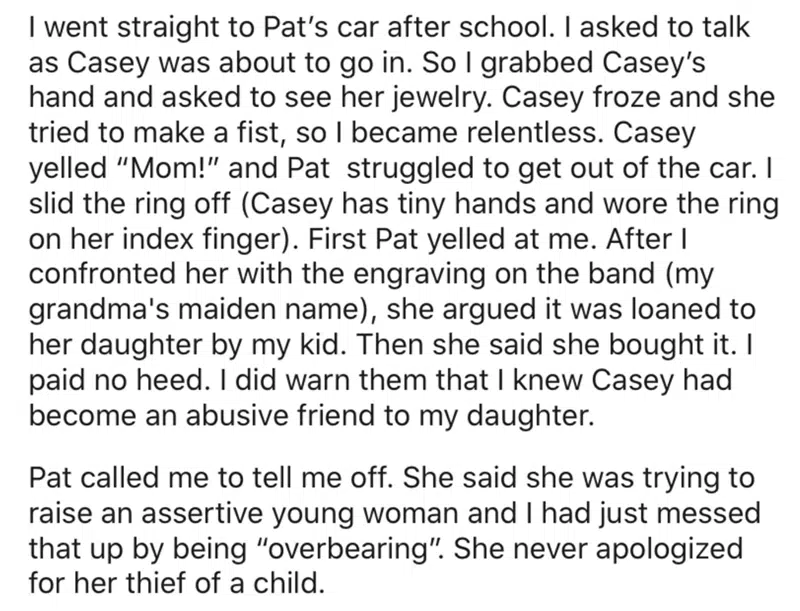 I went straight to Pat’s car after school. I asked to talk
as Casey was about to go in. So I grabbed Casey’s
hand and asked to see her jewelry. Casey froze and she
tried to make a fist, so I became relentless. Casey
yelled “Mom!” and Pat  struggled to get out of the car. I
slid the ring off (Casey has tiny hands and wore the ring
on her index finger). First Pat yelled at me. After I
confronted her with the engraving on the band (my
grandma's maiden name), she argued it was loaned to
her daughter by my kid. Then she said she bought it. I
paid no heed. I did warn them that I knew Casey had
become an abusive friend to my daughter.
Pat called me to tell me off. She said she was trying to
raise an assertive young woman and I had just messed
that up by being “overbearing”. She never apologized
for her thief of a child.